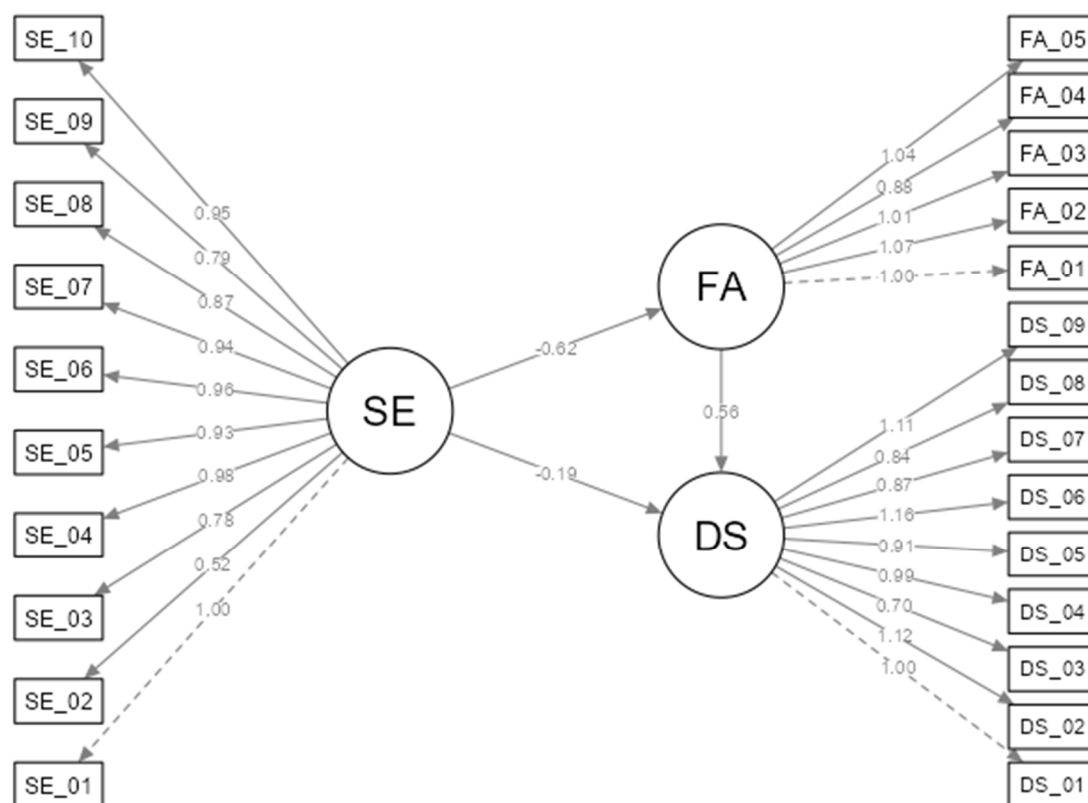 SE_10
SE_09
SE_08
SE_07
SE_06
SE_05
SE_04
SE_03
SE_02
SE_01
0.95
0.79
0.87
0.94
0.96
0.93
0.98
0.78
0.52
1.00
SE
-0.62
-0.19
FA
0.56
DS
1.04
0.88
1.01
1.07
1.00
1.11
0.84
0.87
1.16
0.91
0.99
0.70
1.12
1.00
FA_05
FA_04
FA_03
FA_02
FA_01
DS_09
DS_08
DS_07
DS_06
DS_05
DS_04
DS_03
DS_02
DS_01